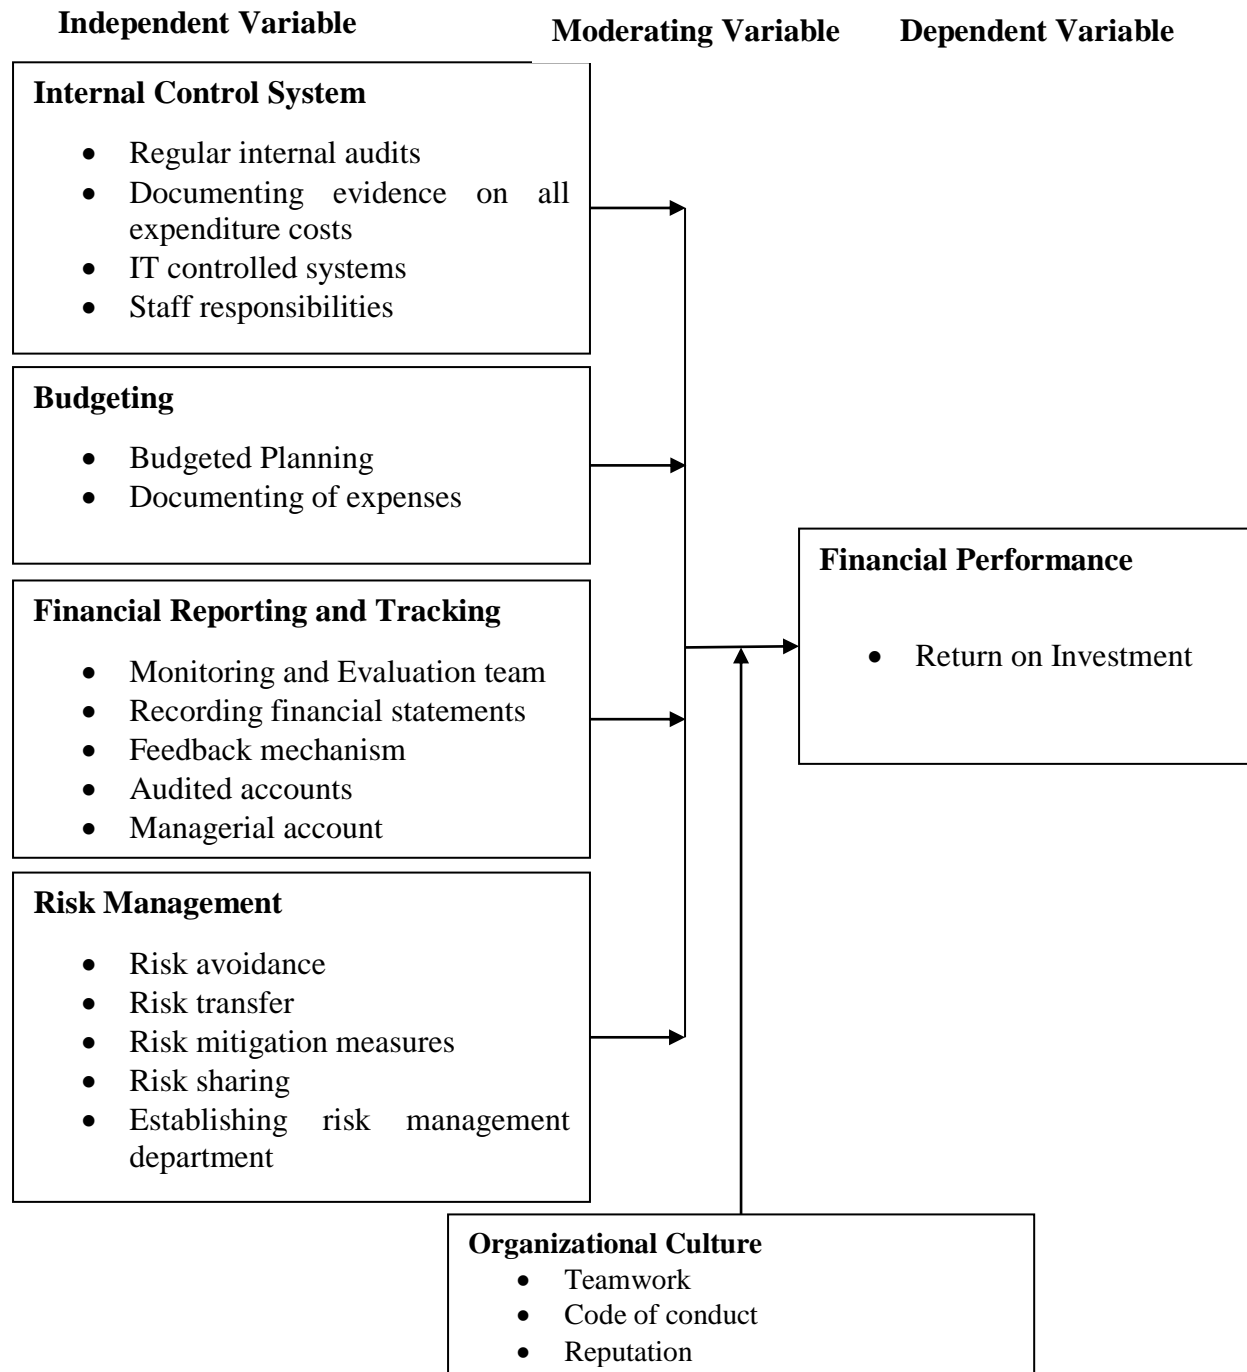 Independent Variable
Moderating Variable
Dependent Variable
Internal Control System
• Regular internal audits
• Documenting evidence on all
expenditure costs
• IT controlled systems
• Staff responsibilities
Budgeting
• Budgeted Planning
• Documenting of expenses
Financial Reporting and Tracking
• Monitoring and Evaluation team
• Recording financial statements
• Feedback mechanism
• Audited accounts
• Managerial account
Risk Management
• Risk avoidance
• Risk transfer
• Risk mitigation measures
• Risk sharing
• Establishing risk management
department
Financial Performance
• Return on Investment
Organizational Culture
• Teamwork
• Code of conduct
• Reputation